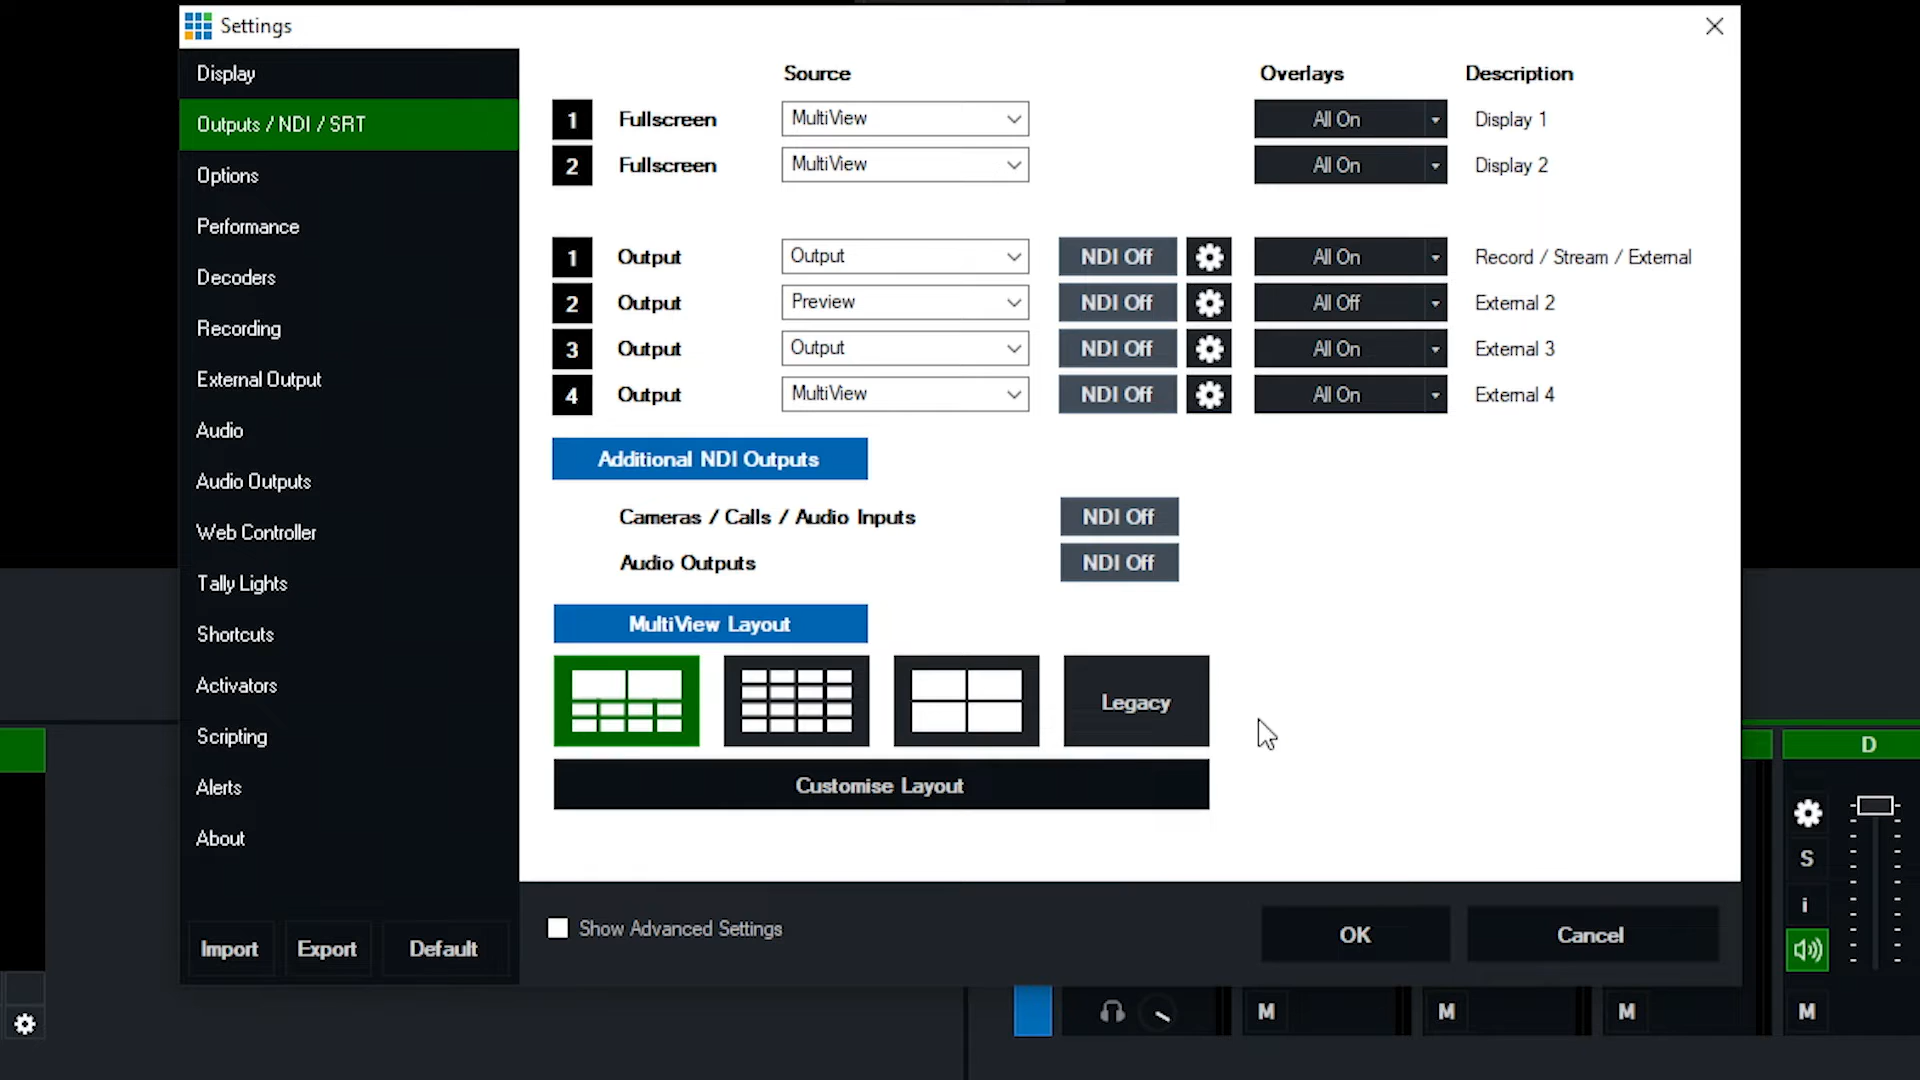 Settings
Display
Outputs / NDI / SRT
Options
Performance
Decoders
Recording
External Output
Audio
Audio Outputs
Web Controller
Tally Lights
Shortcuts
Activators
Scripting
Alerts
About
Import Export Default
Source Overlays Description
1 Fullscreen MultiView All On Display 1
2 Fullscreen MultiView All On Display 2
1 Output Output NDI Off All On Record / Stream / External
2 Output Preview NDI Off All Off External 2
3 Output Output NDI Off All On External 3
4 Output MultiView NDI Off All On External 4
Additional NDI Outputs
Cameras / Calls / Audio Inputs NDI Off
Audio Outputs NDI Off
MultiView Layout
Legacy
Customise Layout
Show Advanced Settings
OK Cancel
D
S
i
M M M M